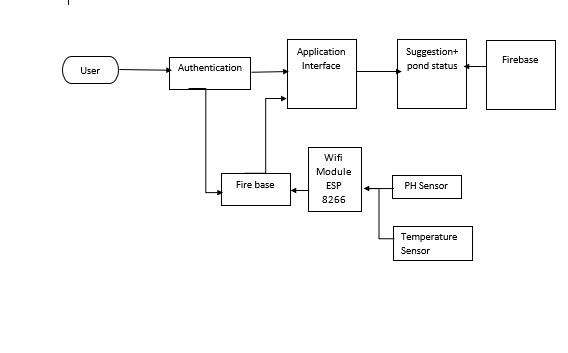 User
Authentication
Application
Interface
Suggestion+
pond status
Firebase
Fire base
Wifi
Module
ESP
8266
PH Sensor
Temperature
Sensor